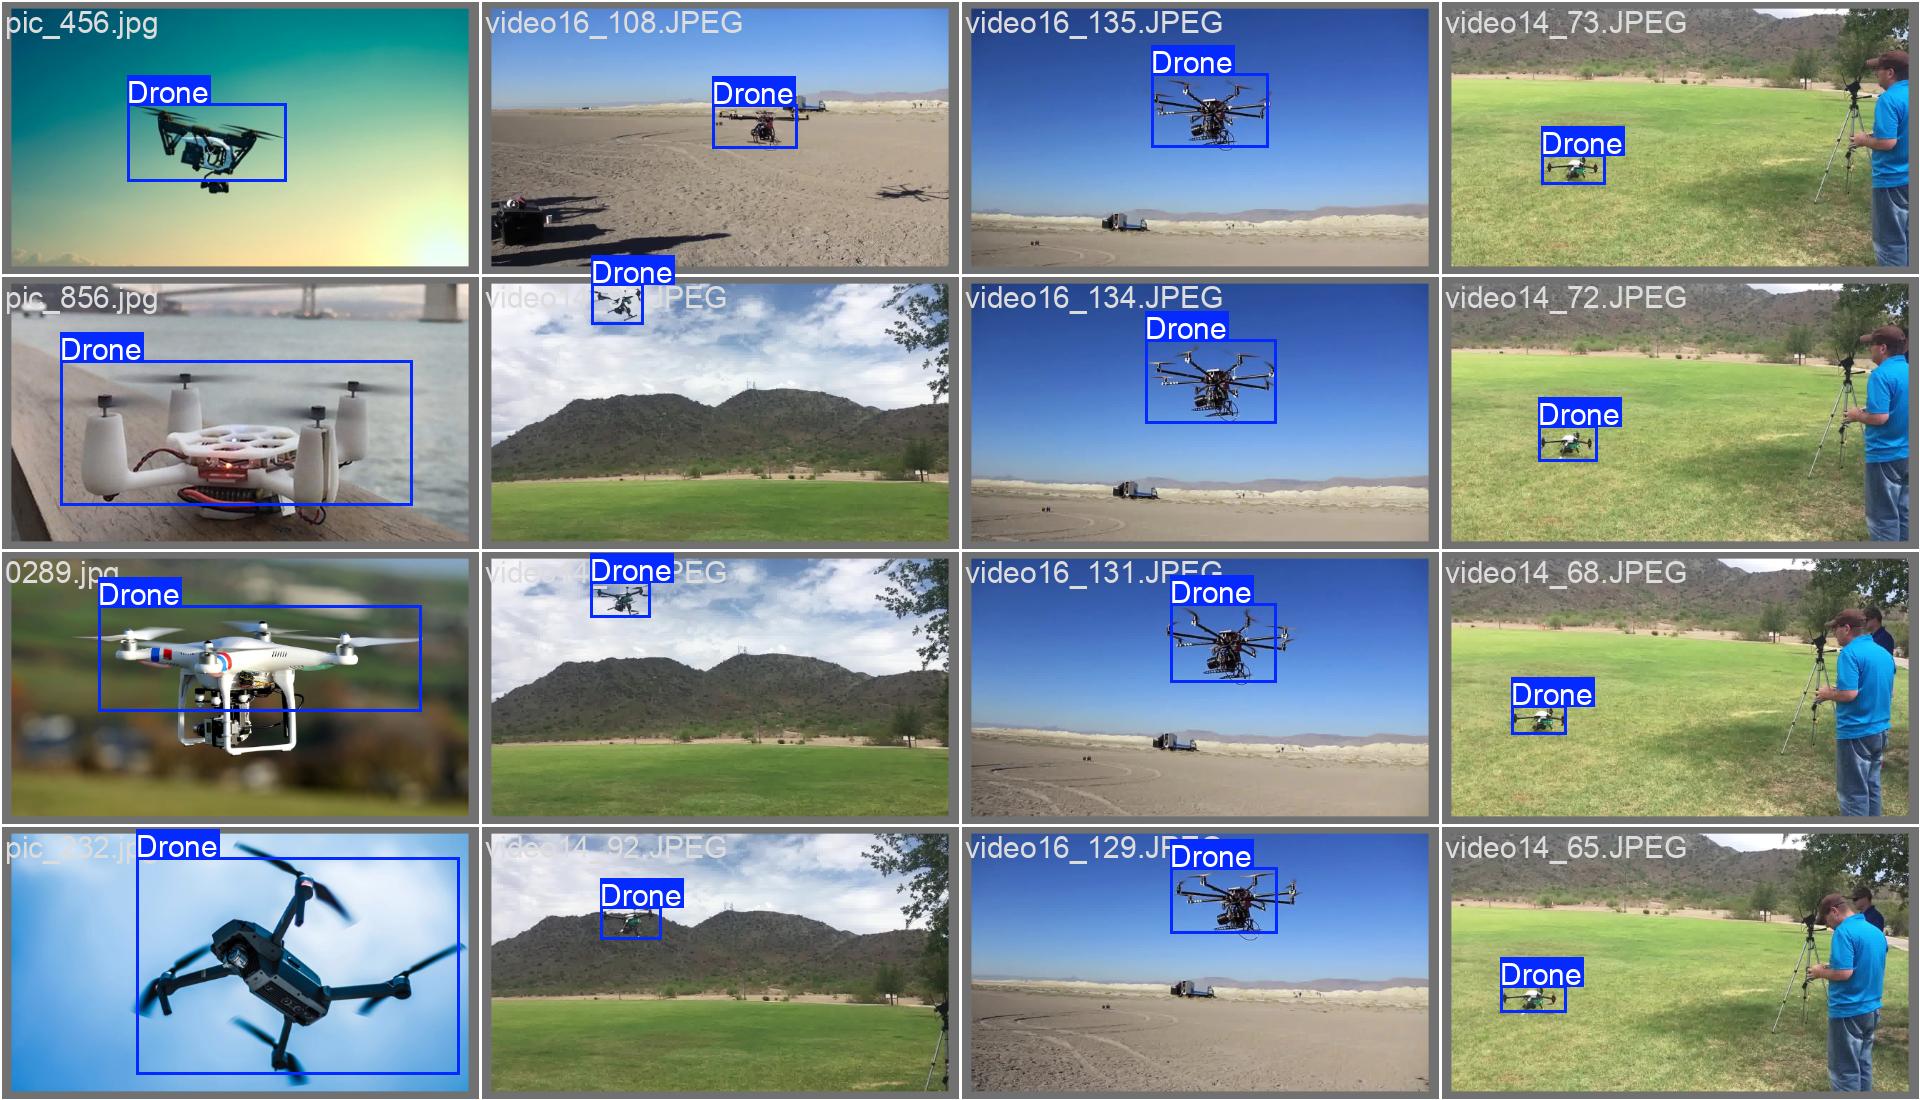 pic_456.jpg
Drone
video16_108.JPEG
Drone
video16_135.JPEG
Drone
video14_73.JPEG
Drone
pic_856.jpg
Drone
Drone
JPEG
video16_134.JPEG
Drone
video14_72.JPEG
Drone
0289.jpg
Drone
Drone
video16_131.JPEG
Drone
video14_68.JPEG
Drone
pic_232.jp
Drone
video14_92.JPEG
Drone
video16_129.
Drone
video14_65.JPEG
Drone